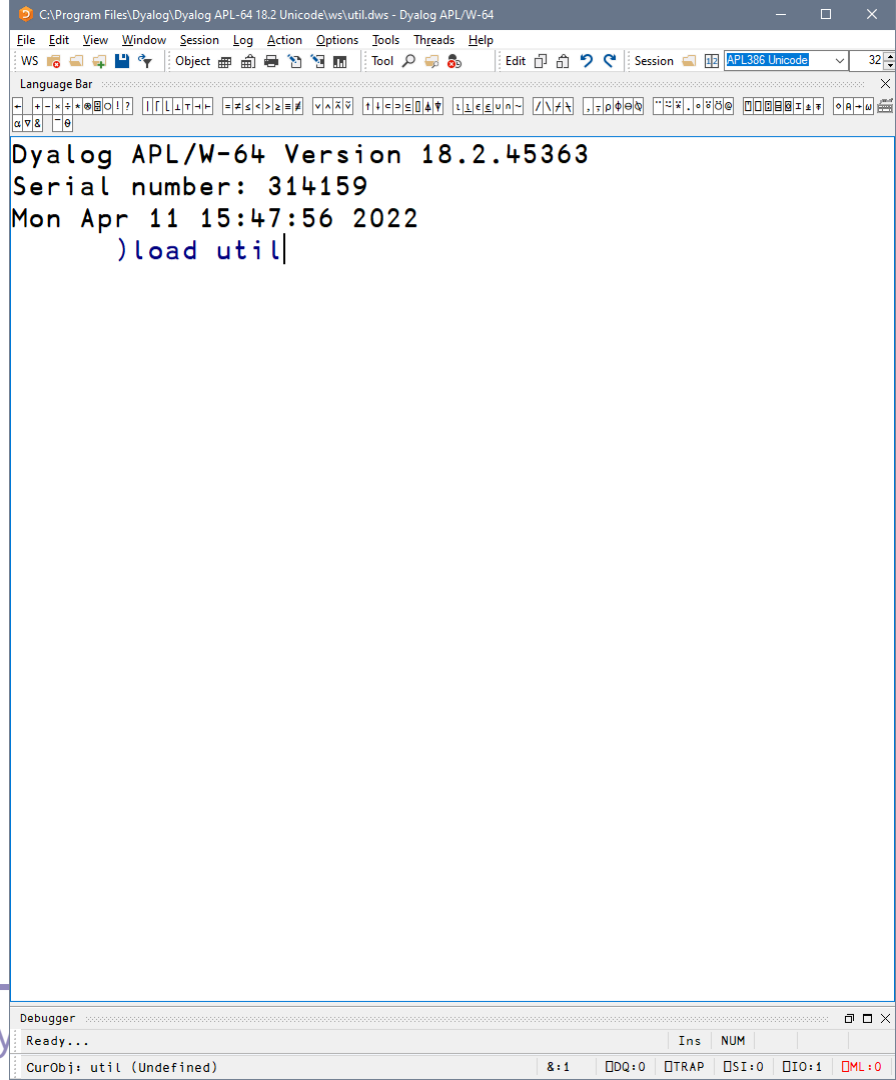 C:\Program Files\Dyalog\Dyalog APL-64 18.2 Unicode\ws\util.dws - Dyalog APL/W-64
File Edit View Window Session Log Action Options Tools Threads Help
WS Object Tool Edit Session APL386 Unicode 32
Language Bar
← +-×÷*⍟⌹○!? |⌈⌊⊥⊤⊣⊢ =≠≤<>≥≡≢ ∨∧⍲⍱ ↑↓⊂⊃⊆⌷⍋⍒ ⍳⍸∊⍷∪∩~ /\⌿⍀ ,⍪⍴⌽⊖⍉ ¨⍨⍣.∘⍤⍥@ ⍞⎕⍠⌸⌺⌶⍎⍕ ⋄⍝→⍵
⍺∇& ¯⍬
Dyalog APL/W-64 Version 18.2.45363
Serial number: 314159
Mon Apr 11 15:47:56 2022
)load util
Debugger
Ready... Ins NUM
CurObj: util (Undefined) &:1 ⎕DQ:0 ⎕TRAP ⎕SI:0 ⎕IO:1 ⎕ML:0